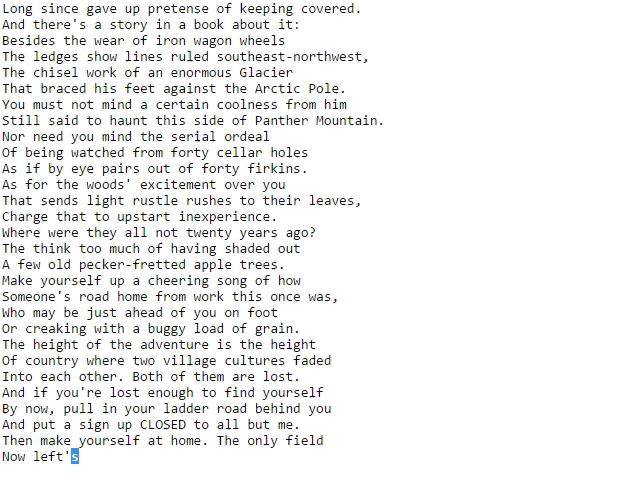 Long since gave up pretense of keeping covered.
And there's a story in a book about it:
Besides the wear of iron wagon wheels
The ledges show lines ruled southeast-northwest,
The chisel work of an enormous Glacier
That braced his feet against the Arctic Pole.
You must not mind a certain coolness from him
Still said to haunt this side of Panther Mountain.
Nor need you mind the serial ordeal
Of being watched from forty cellar holes
As if by eye pairs out of forty firkins.
As for the woods' excitement over you
That sends light rustle rushes to their leaves,
Charge that to upstart inexperience.
Where were they all not twenty years ago?
The think too much of having shaded out
A few old pecker-fretted apple trees.
Make yourself up a cheering song of how
Someone's road home from work this once was,
Who may be just ahead of you on foot
Or creaking with a buggy load of grain.
The height of the adventure is the height
Of country where two village cultures faded
Into each other. Both of them are lost.
And if you're lost enough to find yourself
By now, pull in your ladder road behind you
And put a sign up CLOSED to all but me.
Then make yourself at home. The only field
Now left's